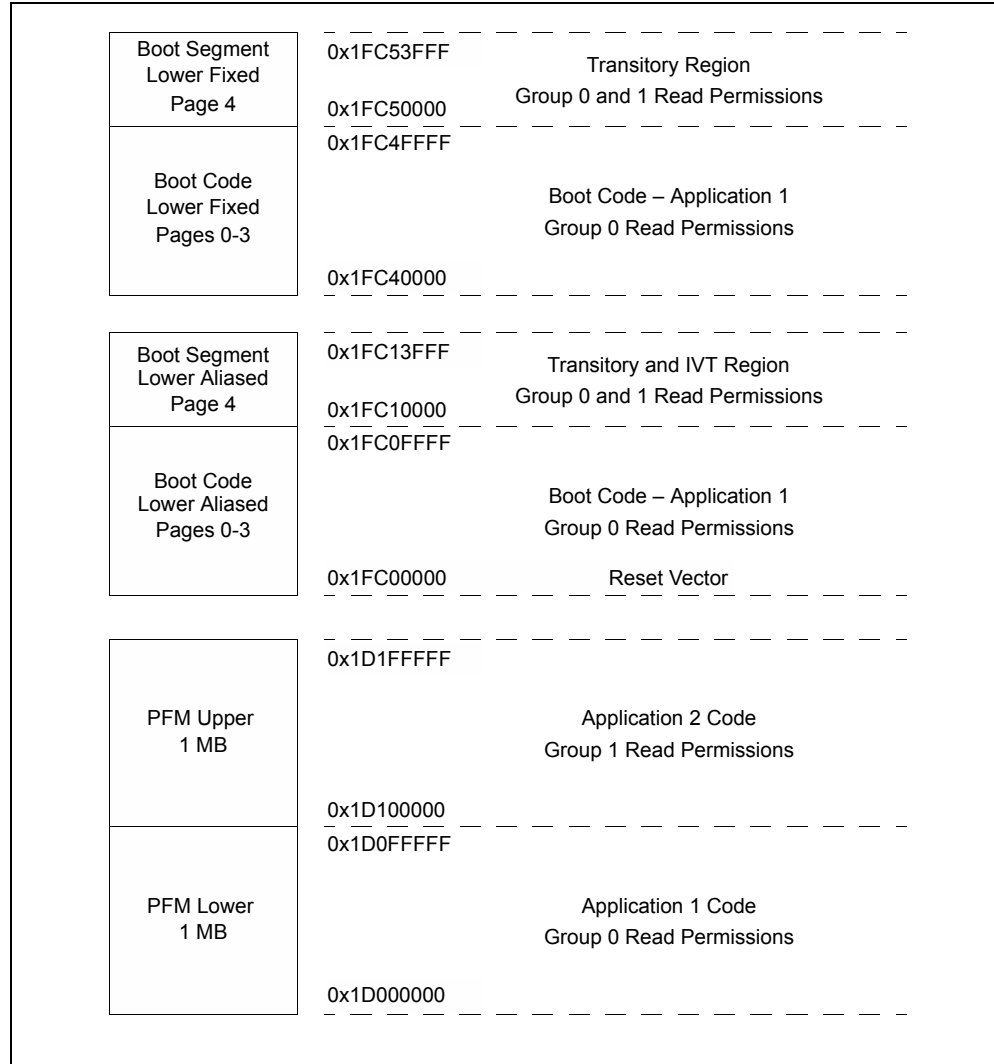 Boot Segment
Lower Fixed
Page 4
0x1FC53FFF
Transitory Region
Group 0 and 1 Read Permissions
0x1FC50000
Boot Code
Lower Fixed
Pages 0-3
0x1FC4FFFF
Boot Code – Application 1
Group 0 Read Permissions
0x1FC40000
Boot Segment
Lower Aliased
Page 4
0x1FC13FFF
Transitory and IVT Region
Group 0 and 1 Read Permissions
0x1FC10000
Boot Code
Lower Aliased
Pages 0-3
0x1FC0FFFF
Boot Code – Application 1
Group 0 Read Permissions
0x1FC00000
Reset Vector
PFM Upper
1 MB
0x1D1FFFFF
Application 2 Code
Group 1 Read Permissions
0x1D100000
PFM Lower
1 MB
0x1D0FFFFF
Application 1 Code
Group 0 Read Permissions
0x1D000000